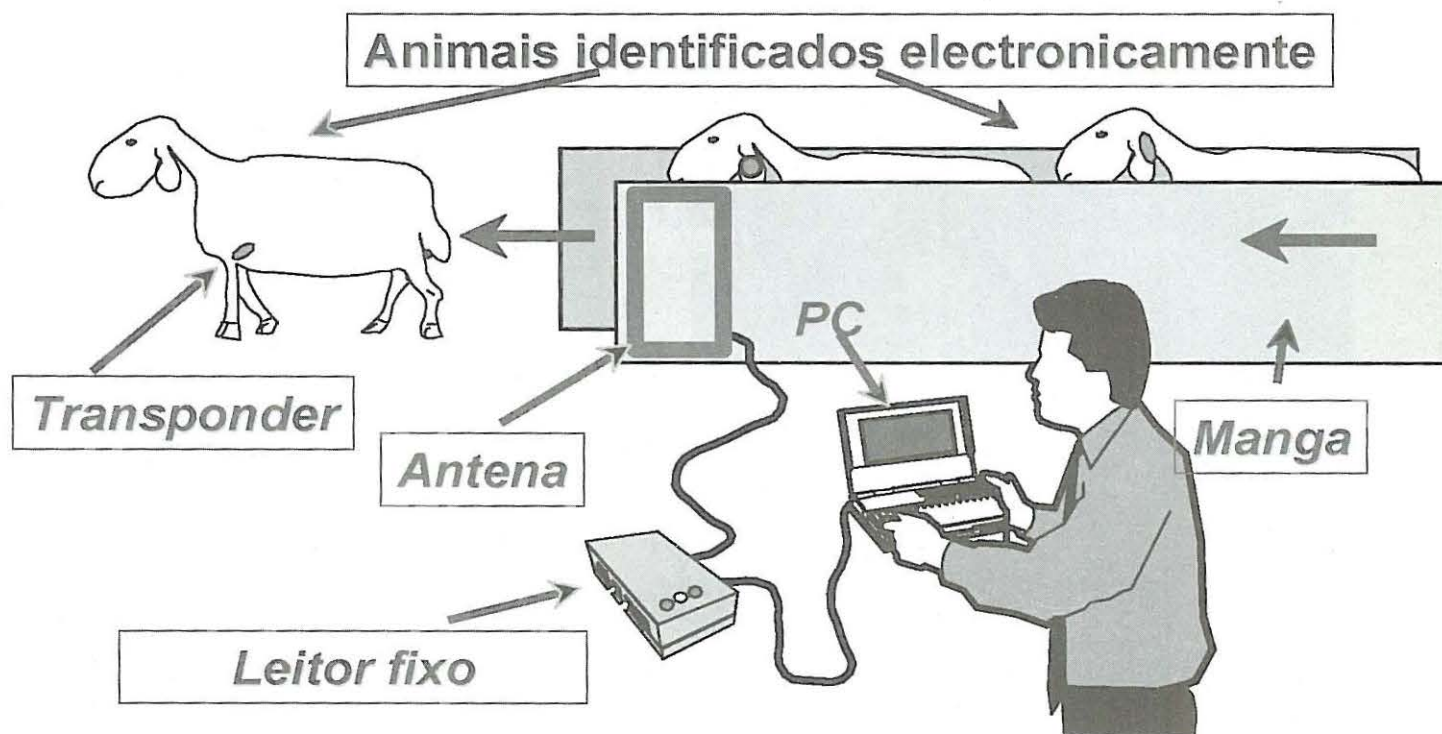 Animais identificados electronicamente
PC
Transponder
Antena
Manga
Leitor fixo